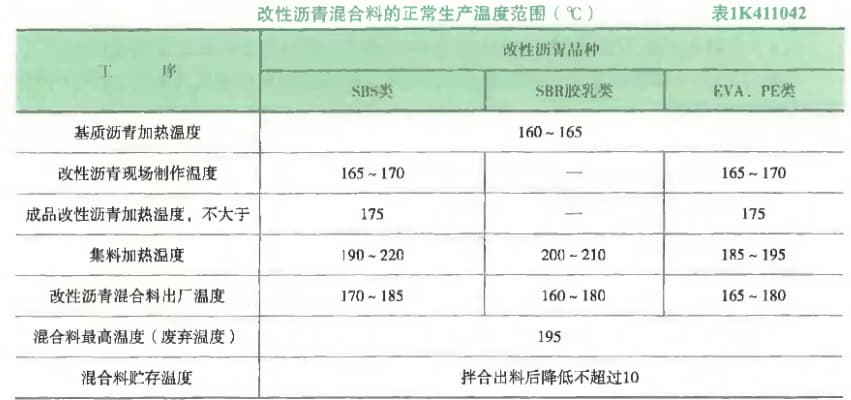 改性沥青混合料的正常生产温度范围（℃） 表1K411042
工 序 改性沥青品种
SBS类 SBR胶乳类 EVA、PE类
基质沥青加热温度 160~165
改性沥青现场制作温度 165~170 — 165~170
成品改性沥青加热温度，不大于 175 — 175
集料加热温度 190~220 200~210 185~195
改性沥青混合料出厂温度 170~185 160~180 165~180
混合料最高温度（废弃温度） 195
混合料贮存温度 拌合出料后降低不超过10